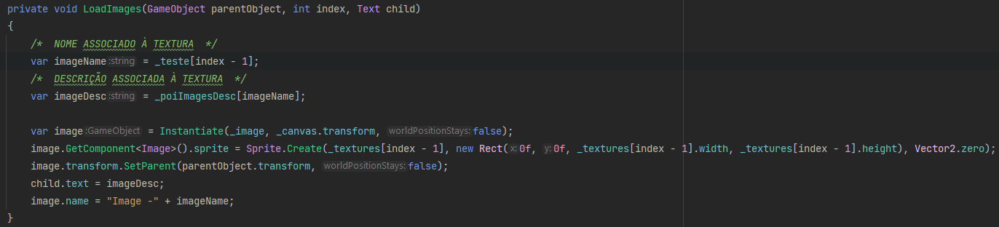 private void LoadImages(GameObject parentObject, int index, Text child)
{
/*  NOME ASSOCIADO À TEXTURA  */
var imageName :string = _teste[index - 1];
/*  DESCRIÇÃO ASSOCIADA À TEXTURA  */
var imageDesc :string = _poiImagesDesc[imageName];
var image :GameObject = Instantiate(_image, _canvas.transform, worldPositionStays: false);
image.GetComponent<Image>().sprite = Sprite.Create(_textures[index - 1], new Rect( x: 0f, y: 0f, _textures[index - 1].width, _textures[index - 1].height), Vector2.zero);
image.transform.SetParent(parentObject.transform, worldPositionStays: false);
child.text = imageDesc;
image.name = "Image -" + imageName;
}